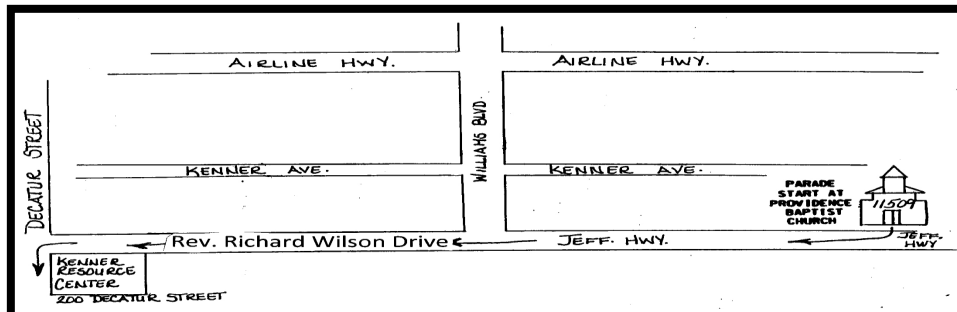 AIRLINE HWY.
AIRLINE HWY.
DECATUR STREET
WILLIAMS BLVD.
KENNER AVE.
KENNER AVE.
PARADE
START AT
PROVIDENCE
BAPTIST
CHURCH
11509
Rev. Richard Wilson Drive
JEFF. HWY.
JEFF.
HWY
KENNER
RESOURCE
CENTER
200 DECATUR STREET